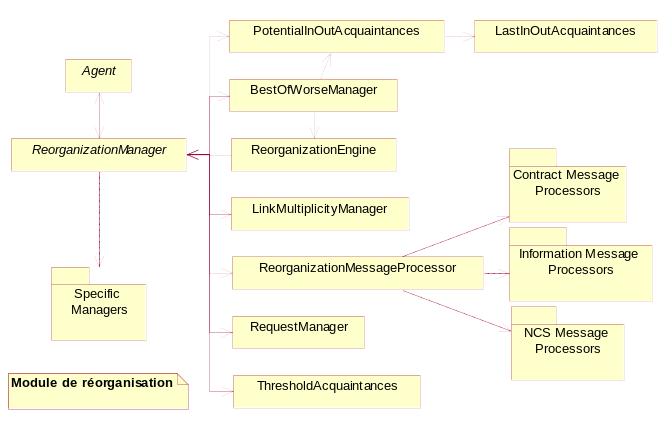 PotentialInOutAcquaintances
LastInOutAcquaintances
Agent
BestOfWorseManager
ReorganizationManager
ReorganizationEngine
Contract Message
Processors
LinkMultiplicityManager
Information Message
Processors
ReorganizationMessageProcessor
Specific
Managers
RequestManager
NCS Message
Processors
Module de réorganisation
ThresholdAcquaintances